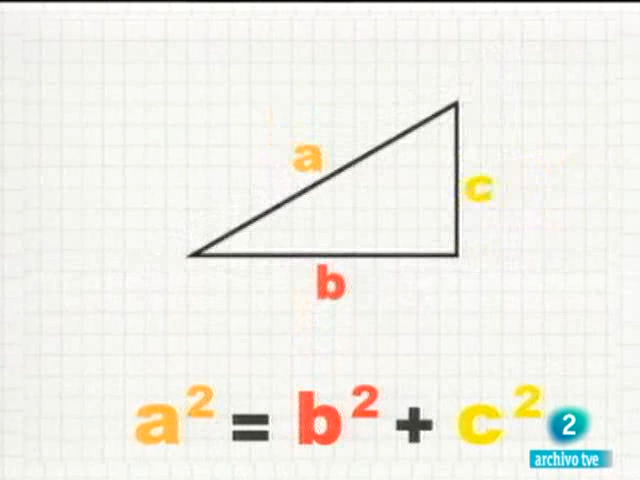 a
c
b
a² = b² + c²
2
archivo tve